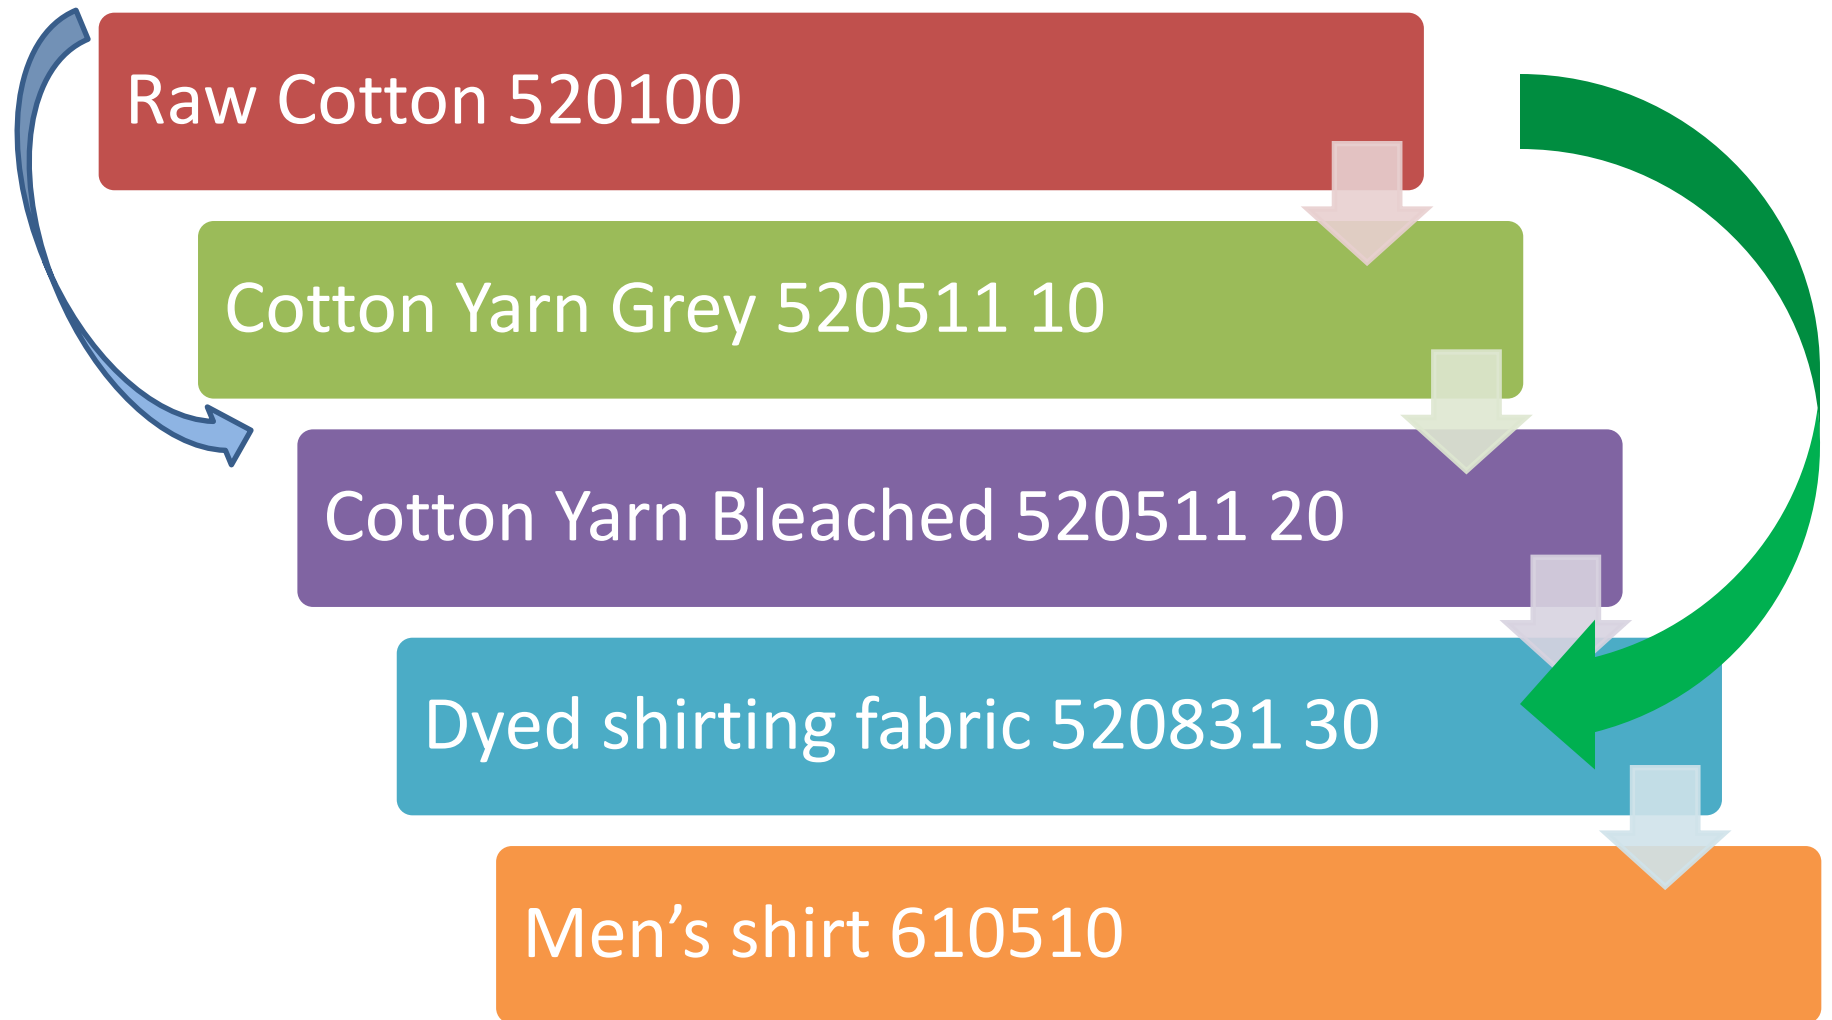 Raw Cotton 520100
Cotton Yarn Grey 520511 10
Cotton Yarn Bleached 520511 20
Dyed shirting fabric 520831 30
Men’s shirt 610510